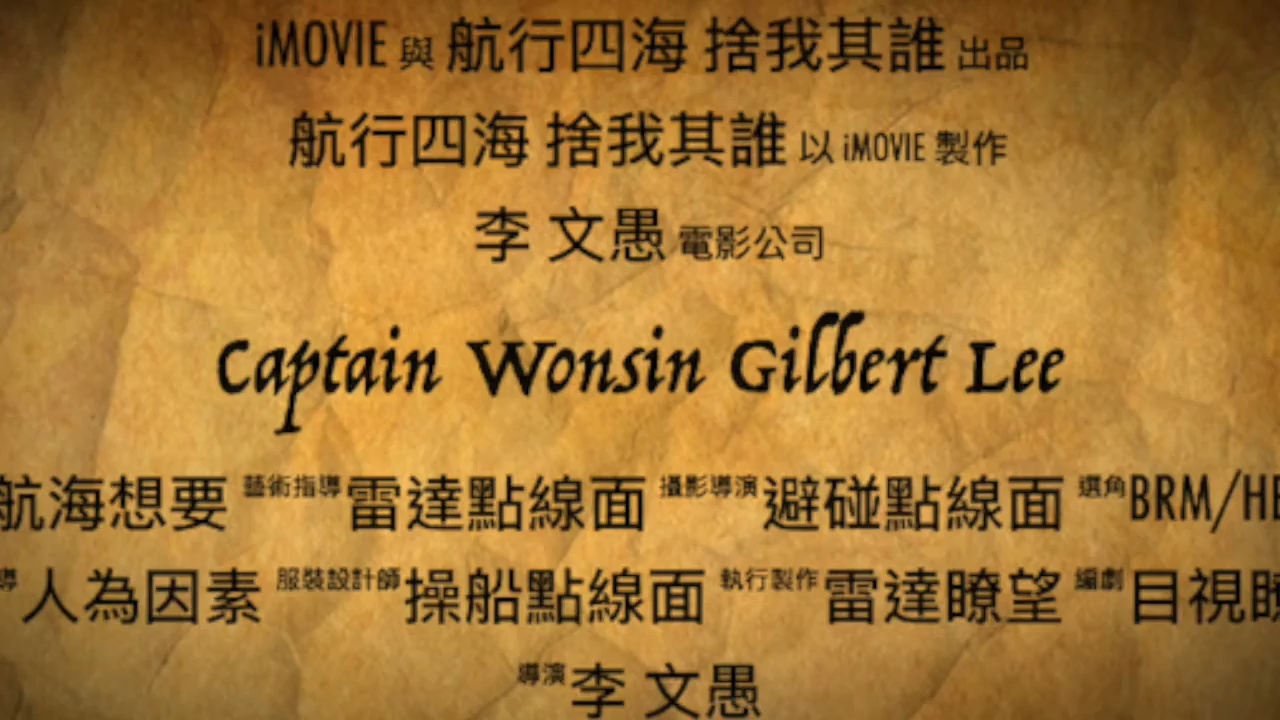 iMOVIE 與 航行四海 捨我其誰 出品
航行四海 捨我其誰 以 iMOVIE 製作
李 文愚 電影公司
Captain Wonsin Gilbert Lee
航海想要 藝術指導 雷達點線面 攝影導演 避碰點線面 選角 BRM/
導 人為因素 服裝設計師 操船點線面 執行製作 雷達瞭望 編劇 目視
導演 李 文愚